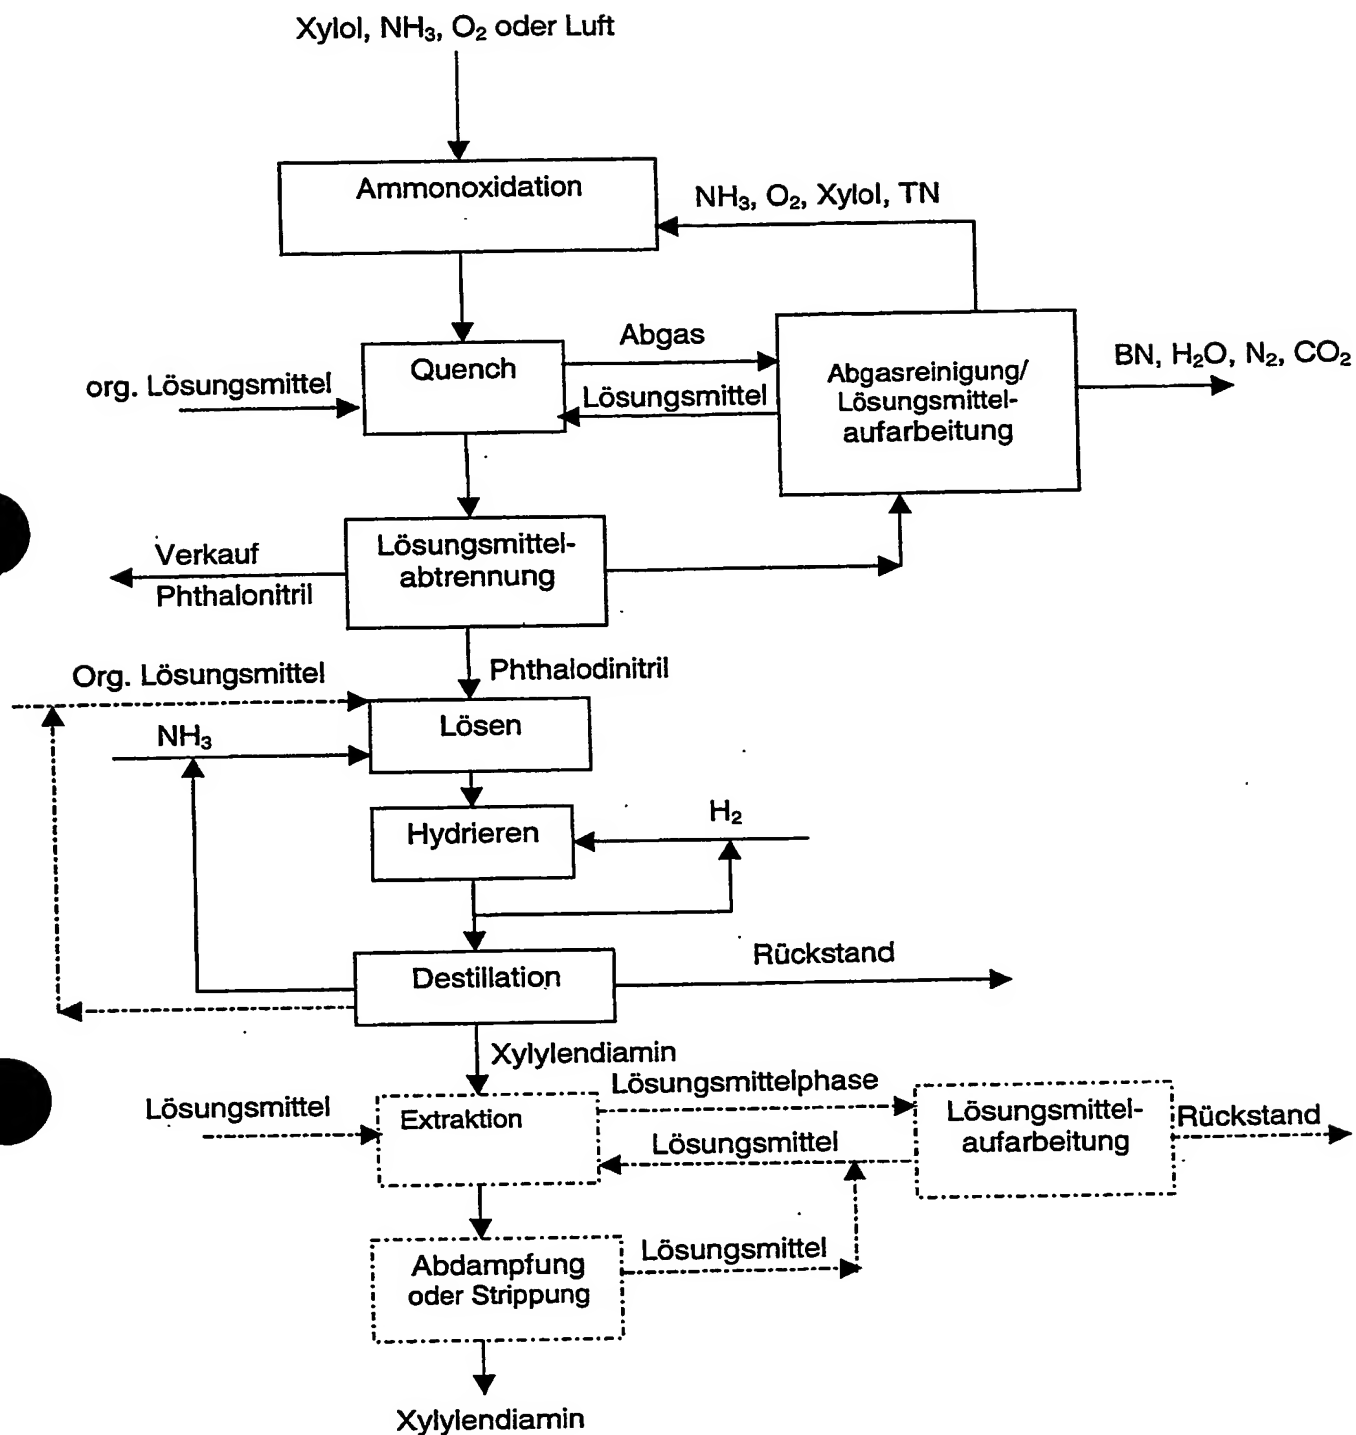 Xylol, NH₃, O₂ oder Luft
Ammonoxidation
NH₃, O₂, Xylol, TN
Quench
Abgas
Lösungsmittel
org. Lösungsmittel
Abgasreinigung/
Lösungsmittel-
aufarbeitung
BN, H₂O, N₂, CO₂
Lösungsmittel-
abtrennung
Verkauf
Phthalonitril
Phthalodinitril
Org. Lösungsmittel
Lösen
NH₃
Hydrieren
H₂
Destillation
Rückstand
Xylylendiamin
Lösungsmittel
Extraktion
Lösungsmittelphase
Lösungsmittel
Lösungsmittel-
aufarbeitung
Rückstand
Abdampfung
oder Strippung
Lösungsmittel
Xylylendiamin